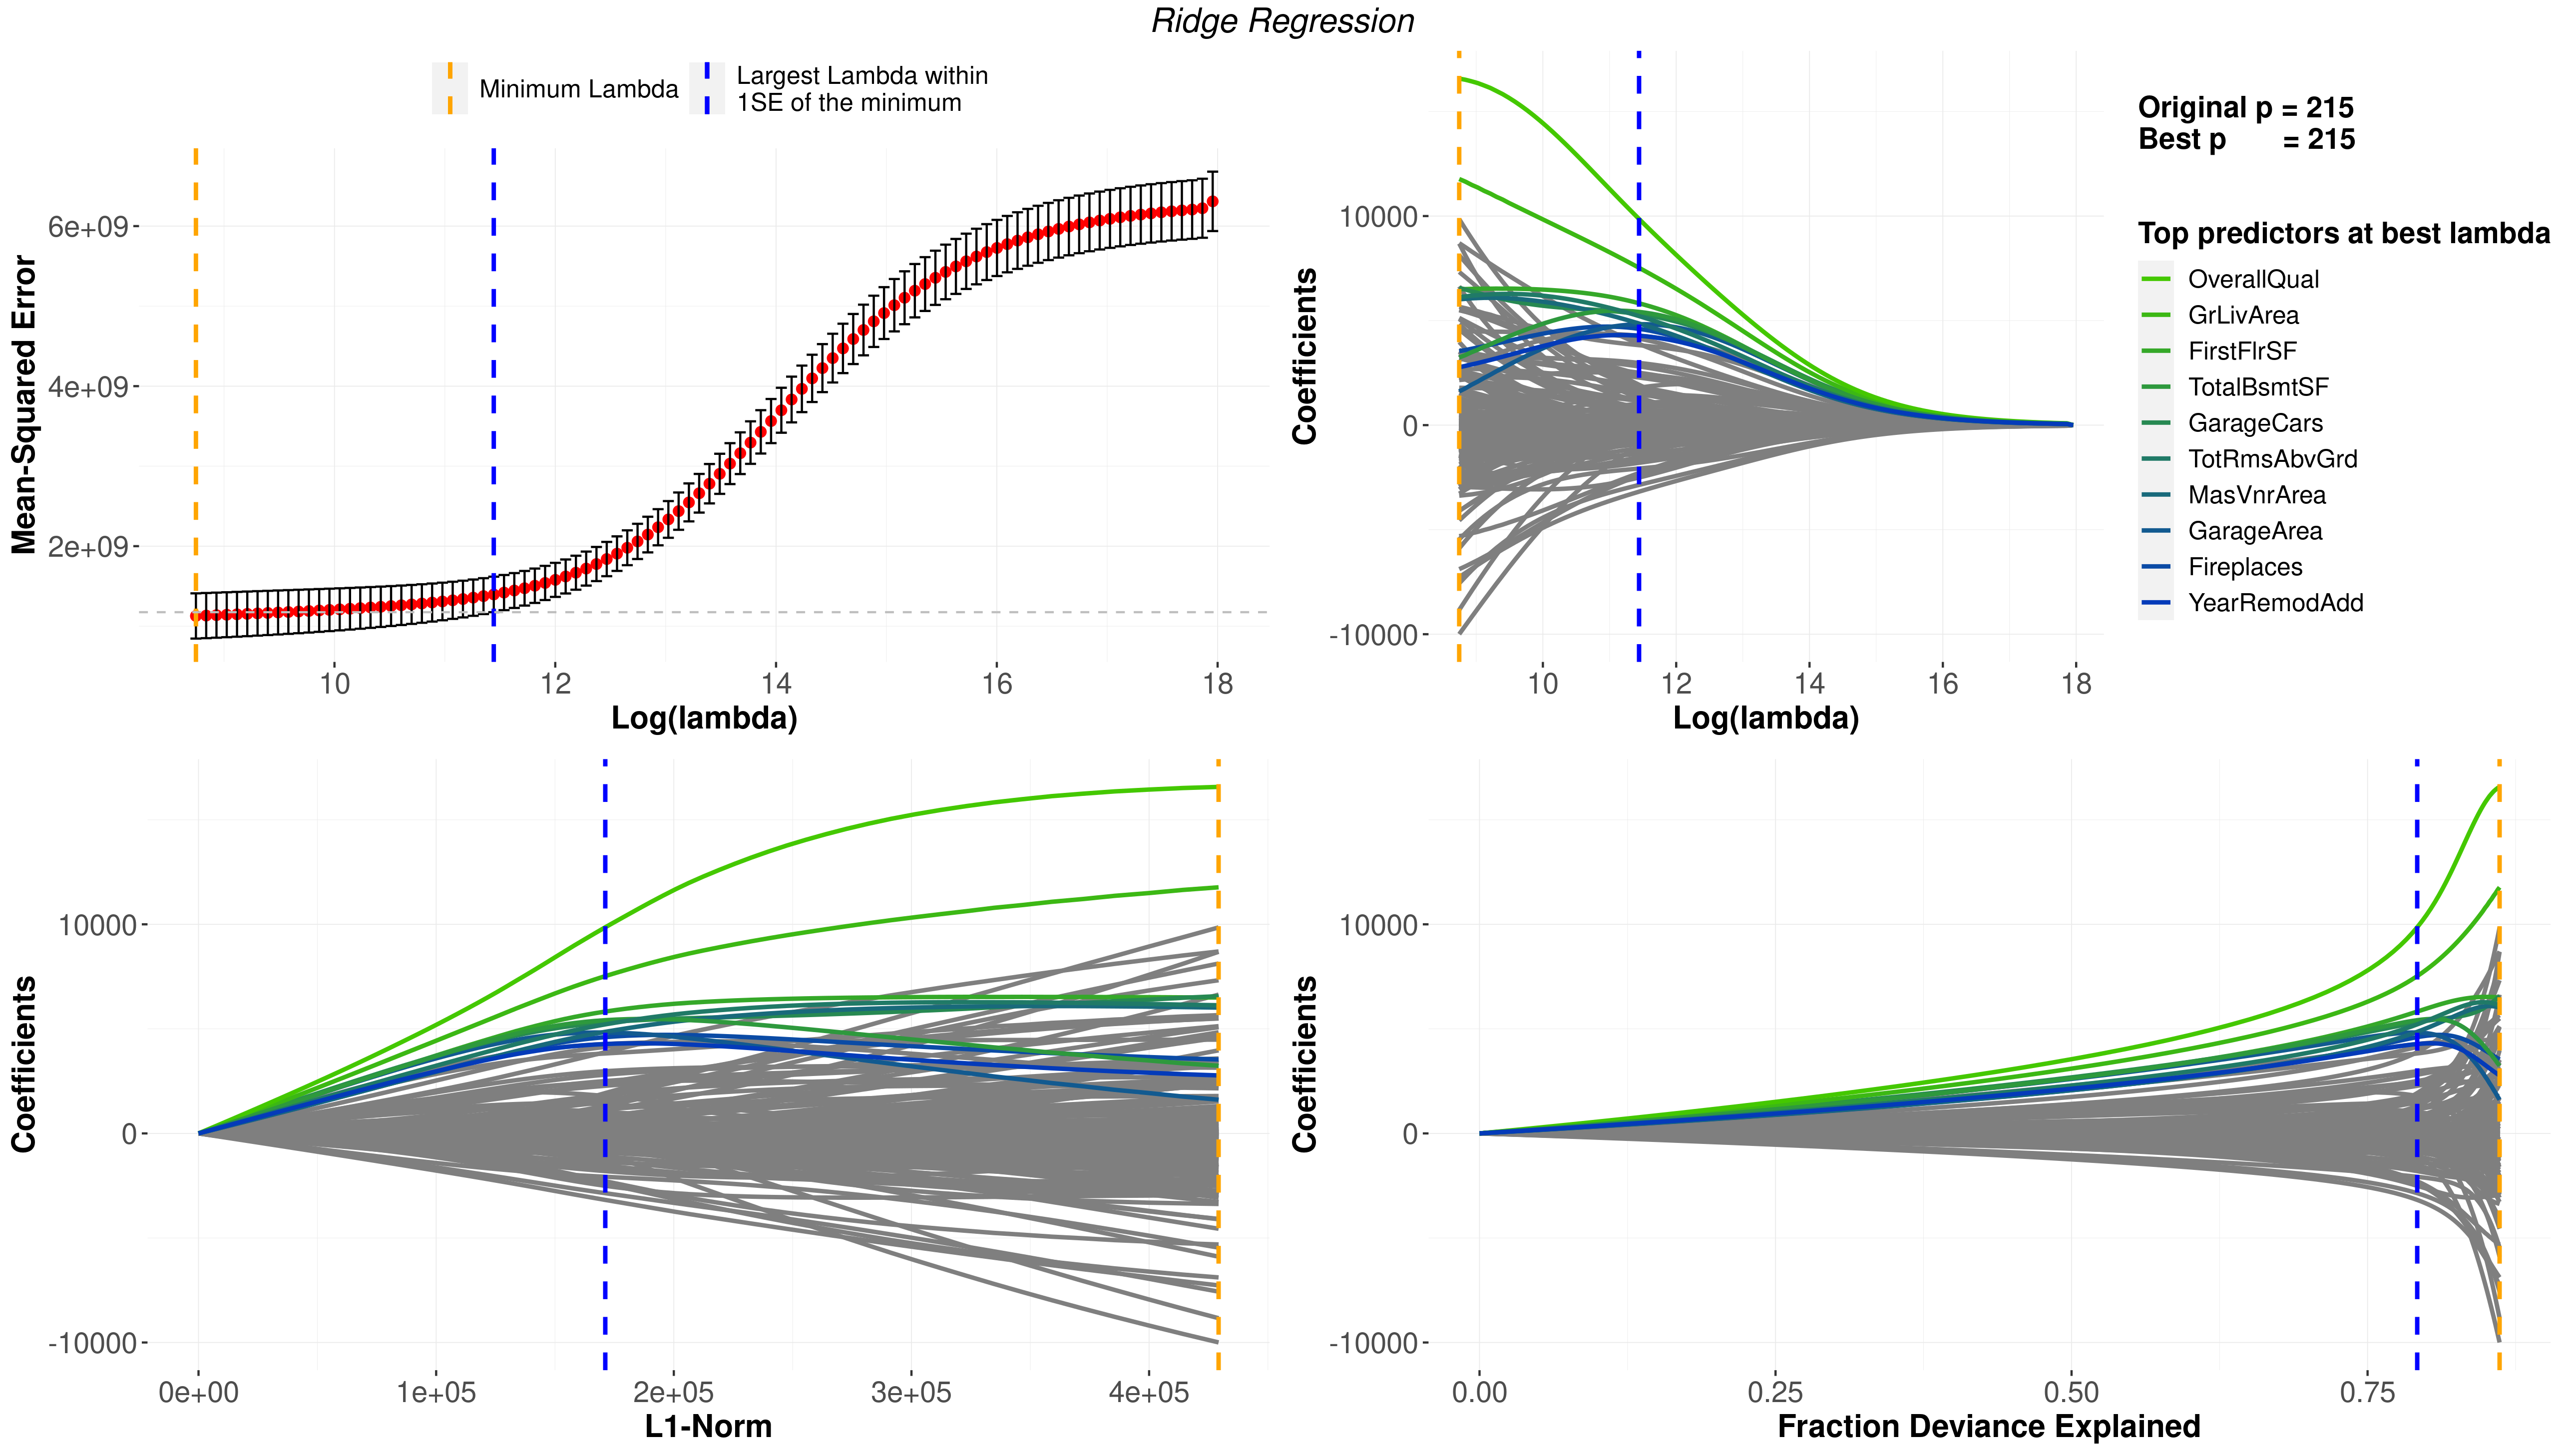 Ridge Regression
Minimum Lambda
Largest Lambda within
1SE of the minimum
Mean-Squared Error
6e+09
4e+09
2e+09
10 12 14 16 18
Log(lambda)
Coefficients
10000
0
-10000
10 12 14 16 18
Log(lambda)
Original p = 215
Best p = 215
Top predictors at best lambda
OverallQual
GrLivArea
FirstFlrSF
TotalBsmtSF
GarageCars
TotRmsAbvGrd
MasVnrArea
GarageArea
Fireplaces
YearRemodAdd
Coefficients
10000
0
-10000
0e+00 1e+05 2e+05 3e+05 4e+05
L1-Norm
Coefficients
10000
0
-10000
0.00 0.25 0.50 0.75
Fraction Deviance Explained